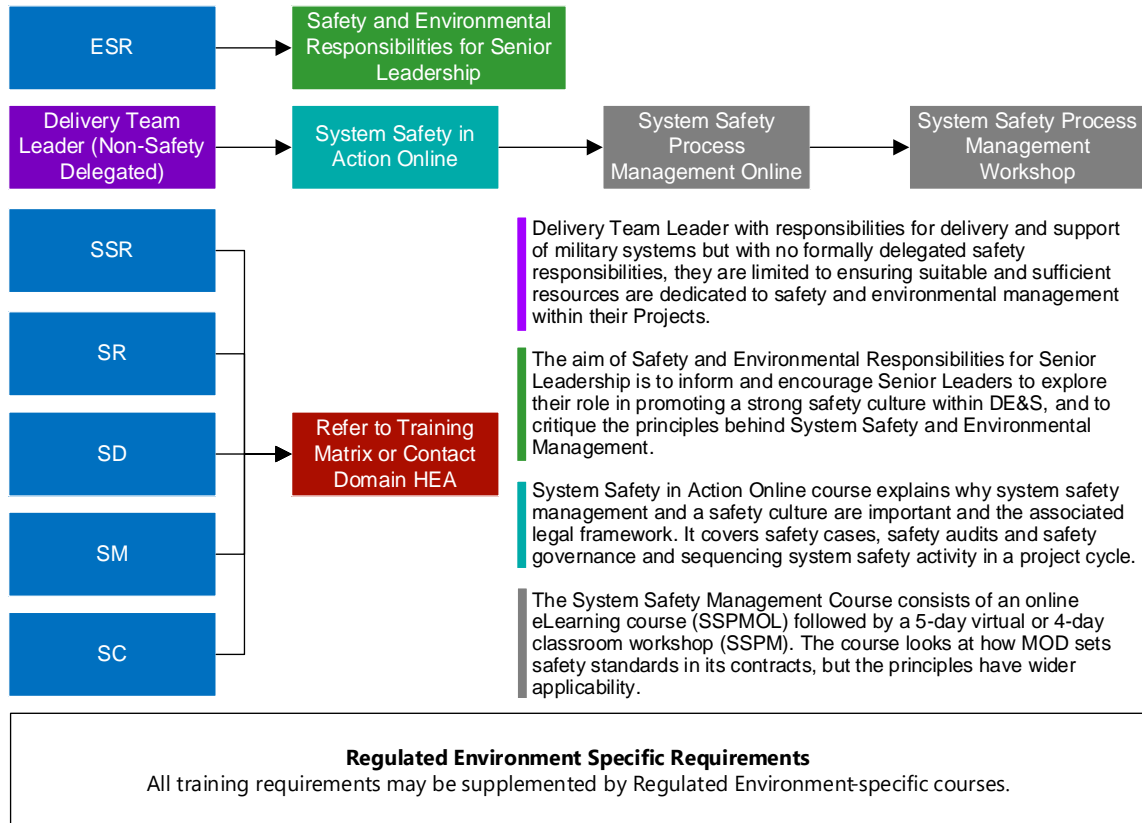 ESR
Safety and Environmental
Responsibilities for Senior
Leadership
Delivery Team
Leader (Non-Safety
Delegated)
System Safety in
Action Online
System Safety
Process
Management Online
System Safety Process
Management
Workshop
SSR
SR
SD
SM
SC
Refer to Training
Matrix or Contact
Domain HEA
Delivery Team Leader with responsibilities for delivery and support
of military systems but with no formally delegated safety
responsibilities, they are limited to ensuring suitable and sufficient
resources are dedicated to safety and environmental management
within their Projects.
The aim of Safety and Environmental Responsibilities for Senior
Leadership is to inform and encourage Senior Leaders to explore
their role in promoting a strong safety culture within DE&S, and to
critique the principles behind System Safety and Environmental
Management.
System Safety in Action Online course explains why system safety
management and a safety culture are important and the associated
legal framework. It covers safety cases, safety audits and safety
governance and sequencing system safety activity in a project cycle.
The System Safety Management Course consists of an online
eLearning course (SSPMOL) followed by a 5-day virtual or 4-day
classroom workshop (SSPM). The course looks at how MOD sets
safety standards in its contracts, but the principles have wider
applicability.
Regulated Environment Specific Requirements
All training requirements may be supplemented by Regulated Environment-specific courses.